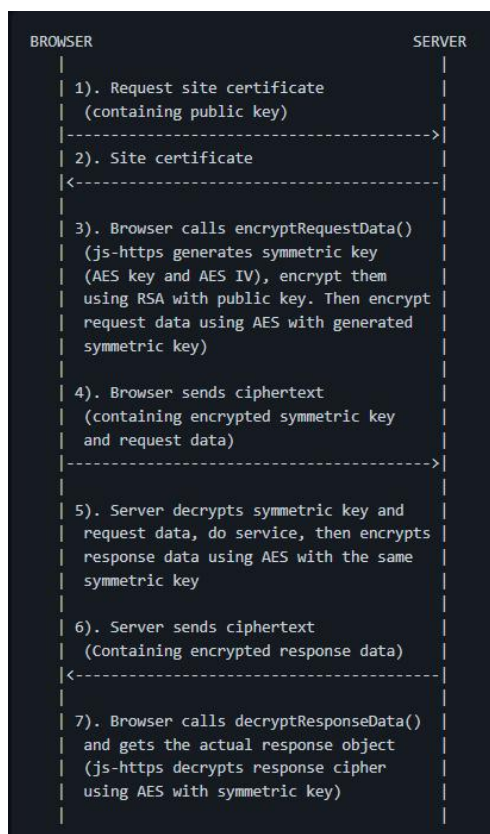 BROWSER SERVER
1). Request site certificate
(containing public key)
2). Site certificate
3). Browser calls encryptRequestData()
(js-https generates symmetric key
(AES key and AES IV), encrypt them
using RSA with public key. Then encrypt
request data using AES with generated
symmetric key)
4). Browser sends ciphertext
(containing encrypted symmetric key
and request data)
5). Server decrypts symmetric key and
request data, do service, then encrypts
response data using AES with the same
symmetric key
6). Server sends ciphertext
(Containing encrypted response data)
7). Browser calls decryptResponseData()
and gets the actual response object
(js-https decrypts response cipher
using AES with symmetric key)